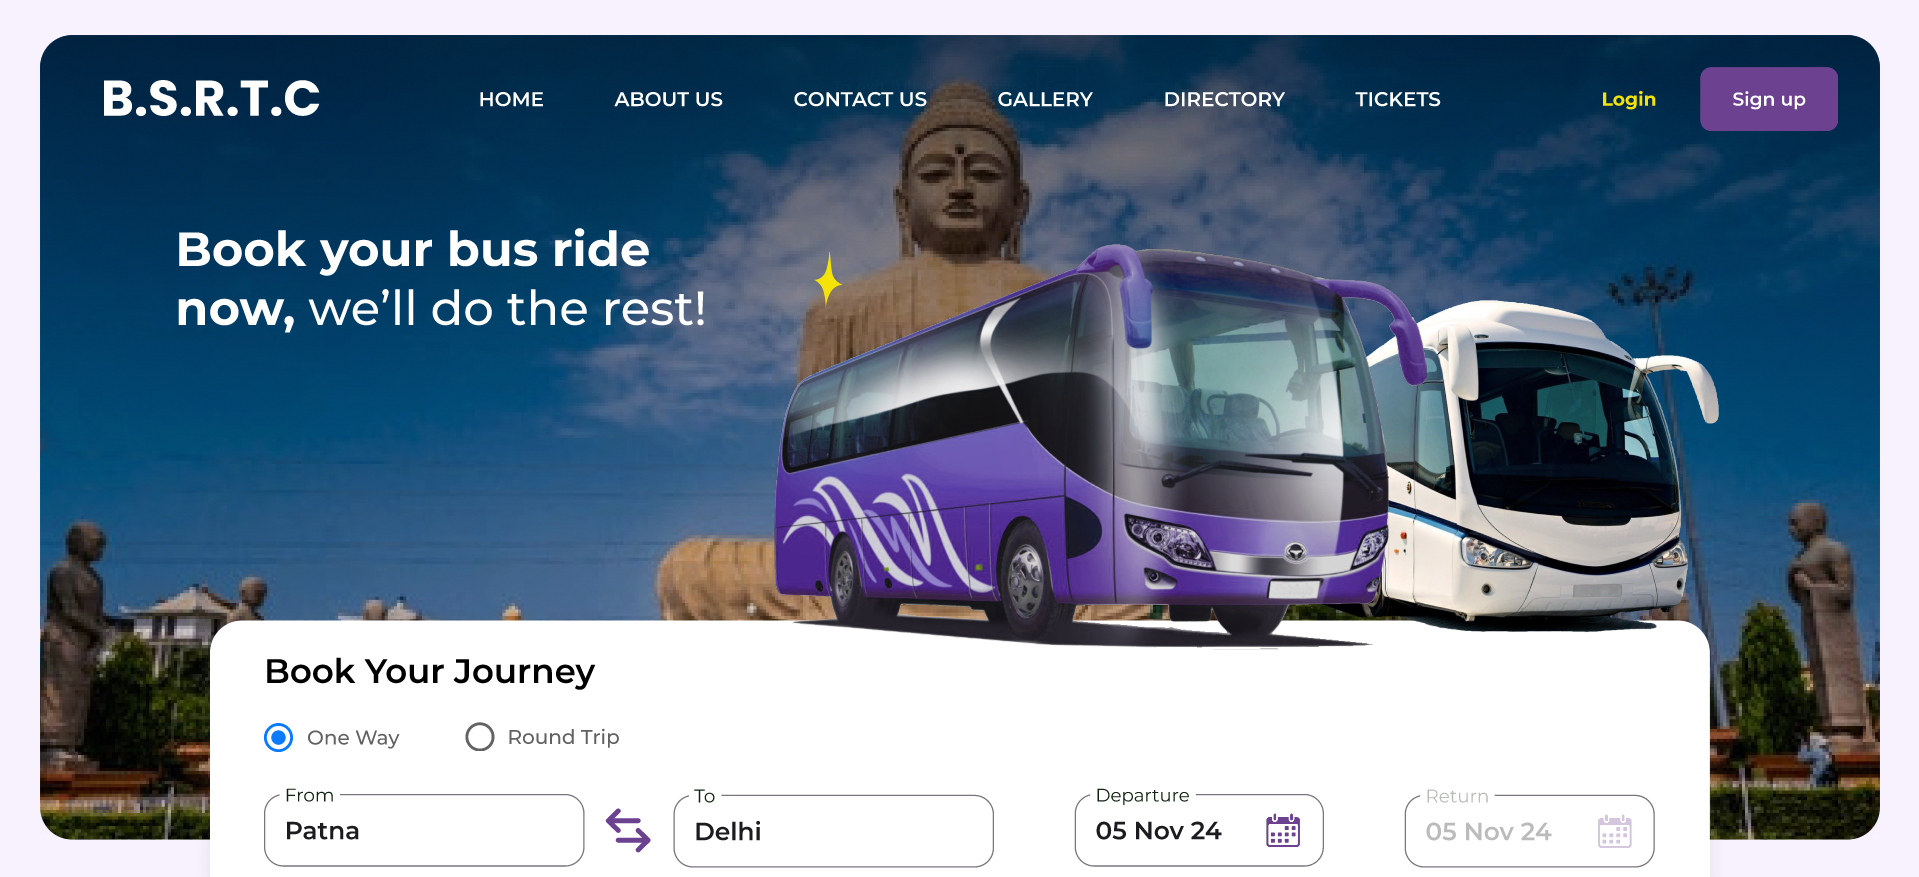 B.S.R.T.C
HOME
ABOUT US
CONTACT US
GALLERY
DIRECTORY
TICKETS
Login
Sign up
Book your bus ride
now, we’ll do the rest!
Book Your Journey
One Way
Round Trip
From
Patna
To
Delhi
Departure
05 Nov 24
Return
05 Nov 24